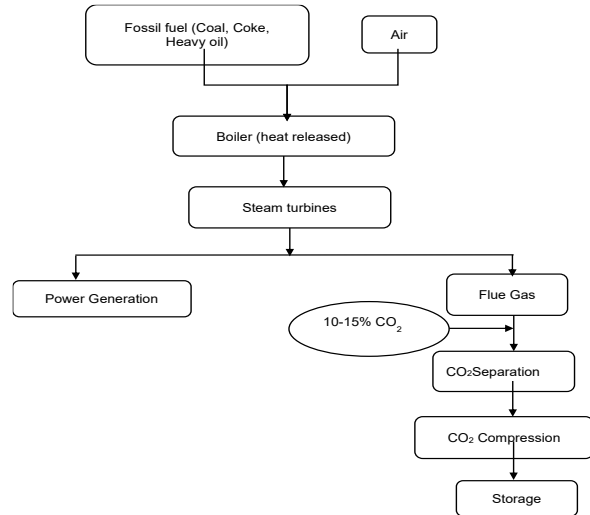 Fossil fuel (Coal, Coke,
Heavy oil)
Air
Boiler (heat released)
Steam turbines
Power Generation
Flue Gas
10-15% CO₂
CO₂Separation
CO₂ Compression
Storage